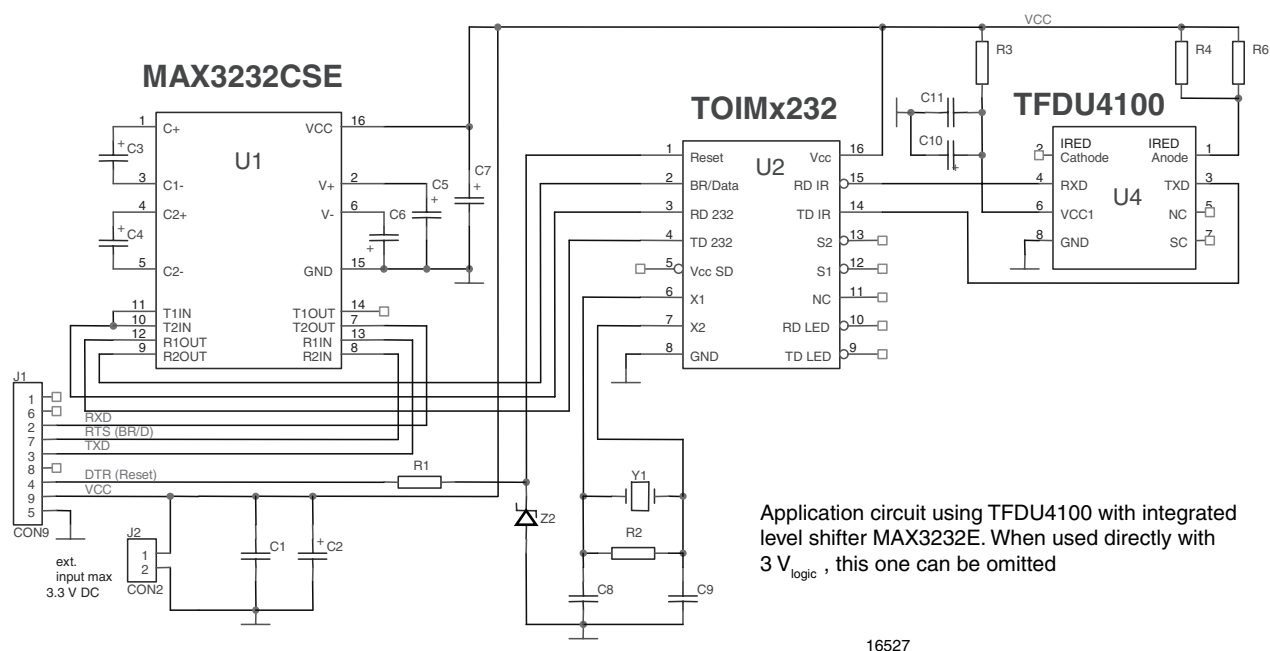 VCC
R3
R4
R6
MAX3232CSE
TOIMx232
TFDU4100
C11
C10
1 C+ VCC 16
U1
C3
3 C1- V+ 2
C5
C7
4 C2+ V- 6
C6
C4
5 C2- GND 15
11 T1IN T1OUT 14
10 T2IN T2OUT 7
12 R1OUT R1IN 13
9 R2OUT R2IN 8
1 Reset Vcc 16
U2
2 BR/Data RD IR 15
3 RD 232 TD IR 14
4 TD 232 S2 13
5 Vcc SD S1 12
6 X1 NC 11
7 X2 RD LED 10
8 GND TD LED 9
2 IRED Cathode IRED Anode 1
4 RXD TXD 3
U4
6 VCC1 NC 5
8 GND SC 7
J1
1
6
2 RXD
7 RTS (BR/D)
3 TXD
8
4 DTR (Reset)
9 VCC
5
CON9
R1
Z2
Y1
R2
C8
C9
J2
1
2
CON2
C1
C2
ext.
input max
3.3 V DC
Application circuit using TFDU4100 with integrated
level shifter MAX3232E. When used directly with
3 Vlogic , this one can be omitted
16527